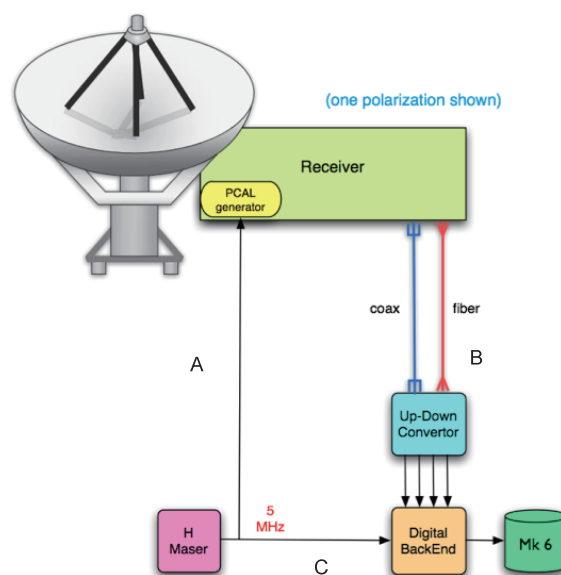 (one polarization shown)
Receiver
PCAL
generator
coax
fiber
A
B
Up-Down
Convertor
5
MHz
H
Maser
Digital
BackEnd
Mk 6
C